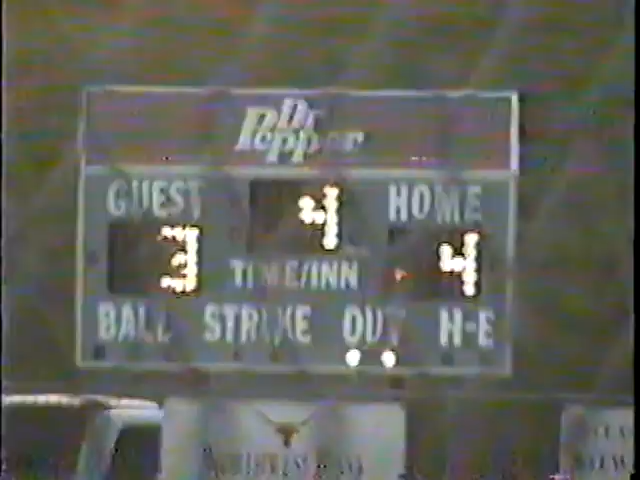 Dr
Pepper
GUEST 4 HOME
3 TIME/INN 4
BALL STRIKE OUT H-E